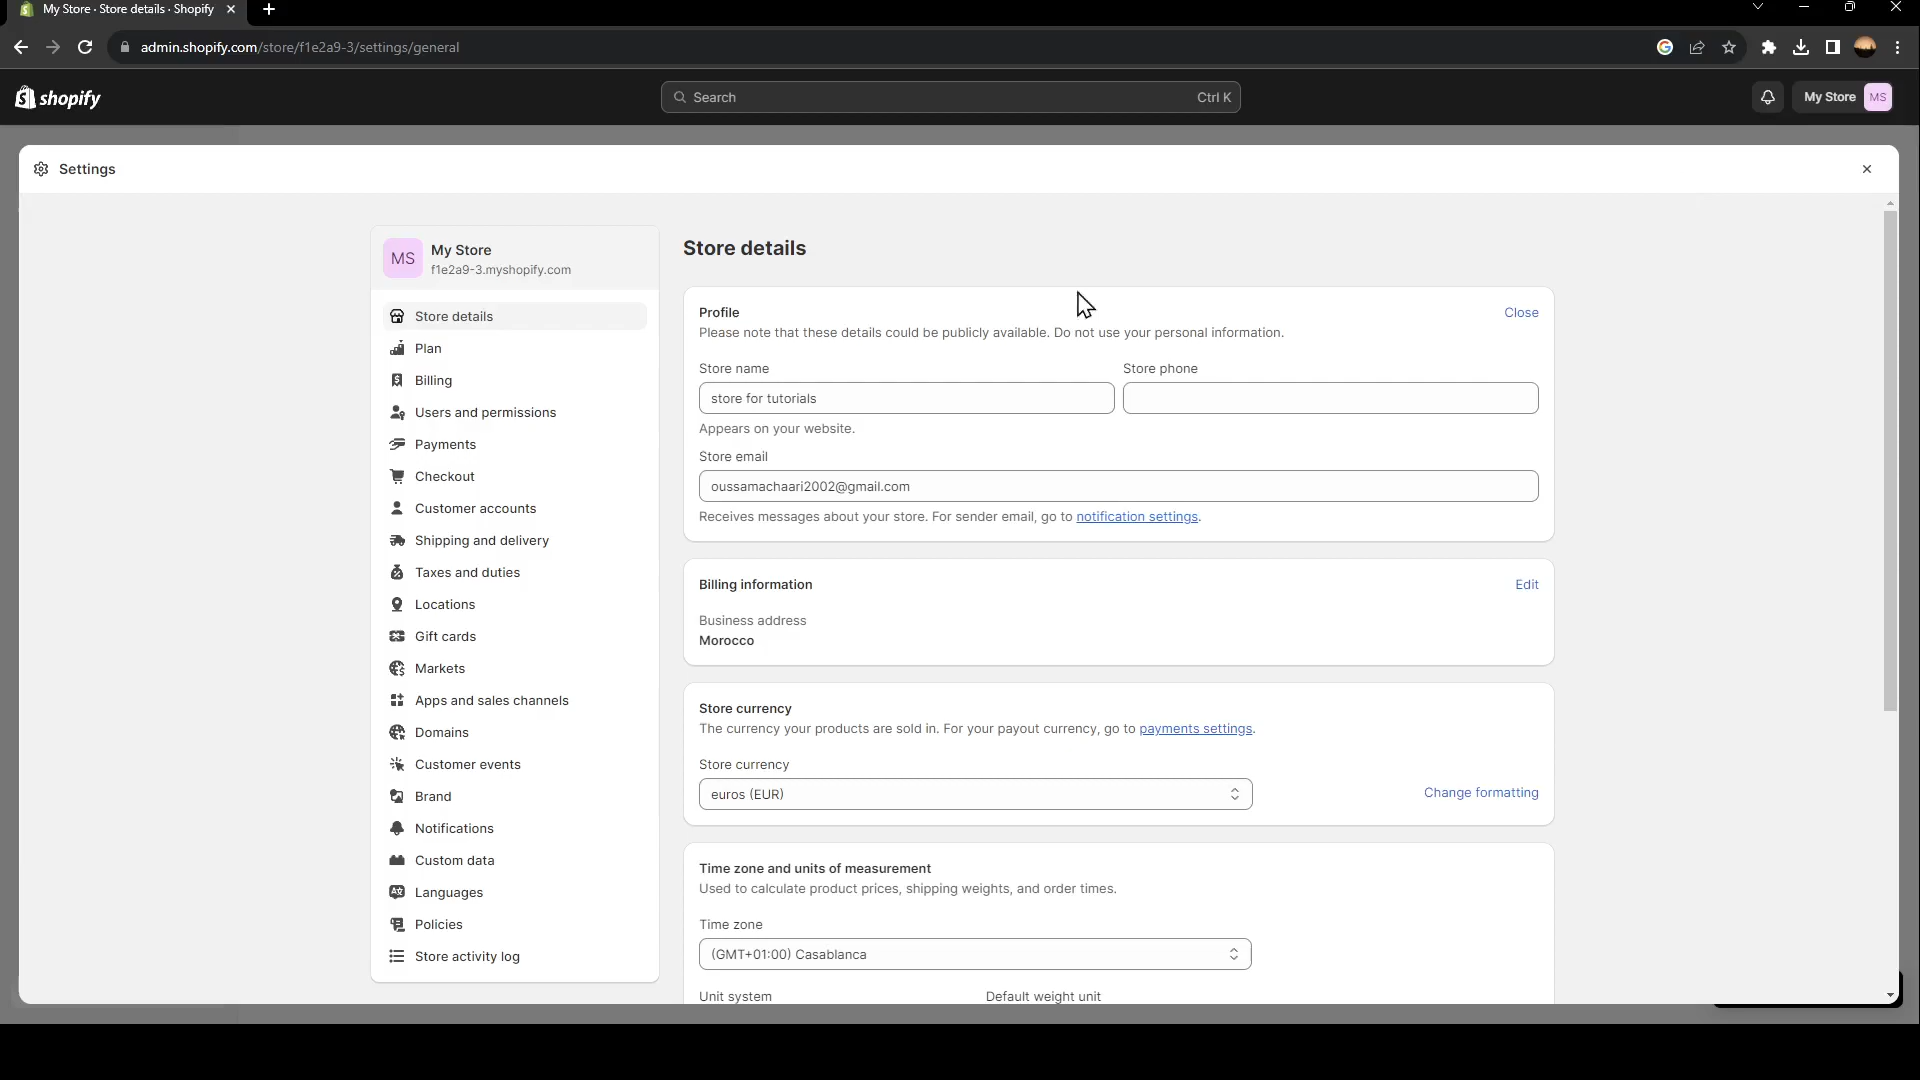 My Store · Store details · Shopify
admin.shopify.com/store/f1e2a9-3/settings/general
shopify
Search Ctrl K
My Store MS
Settings
MS
My Store
f1e2a9-3.myshopify.com
Store details
Plan
Billing
Users and permissions
Payments
Checkout
Customer accounts
Shipping and delivery
Taxes and duties
Locations
Gift cards
Markets
Apps and sales channels
Domains
Customer events
Brand
Notifications
Custom data
Languages
Policies
Store activity log
Store details
Profile Close
Please note that these details could be publicly available. Do not use your personal information.
Store name Store phone
store for tutorials
Appears on your website.
Store email
oussamachaari2002@gmail.com
Receives messages about your store. For sender email, go to notification settings.
Billing information Edit
Business address
Morocco
Store currency
The currency your products are sold in. For your payout currency, go to payments settings.
Store currency
euros (EUR) Change formatting
Time zone and units of measurement
Used to calculate product prices, shipping weights, and order times.
Time zone
(GMT+01:00) Casablanca
Unit system Default weight unit